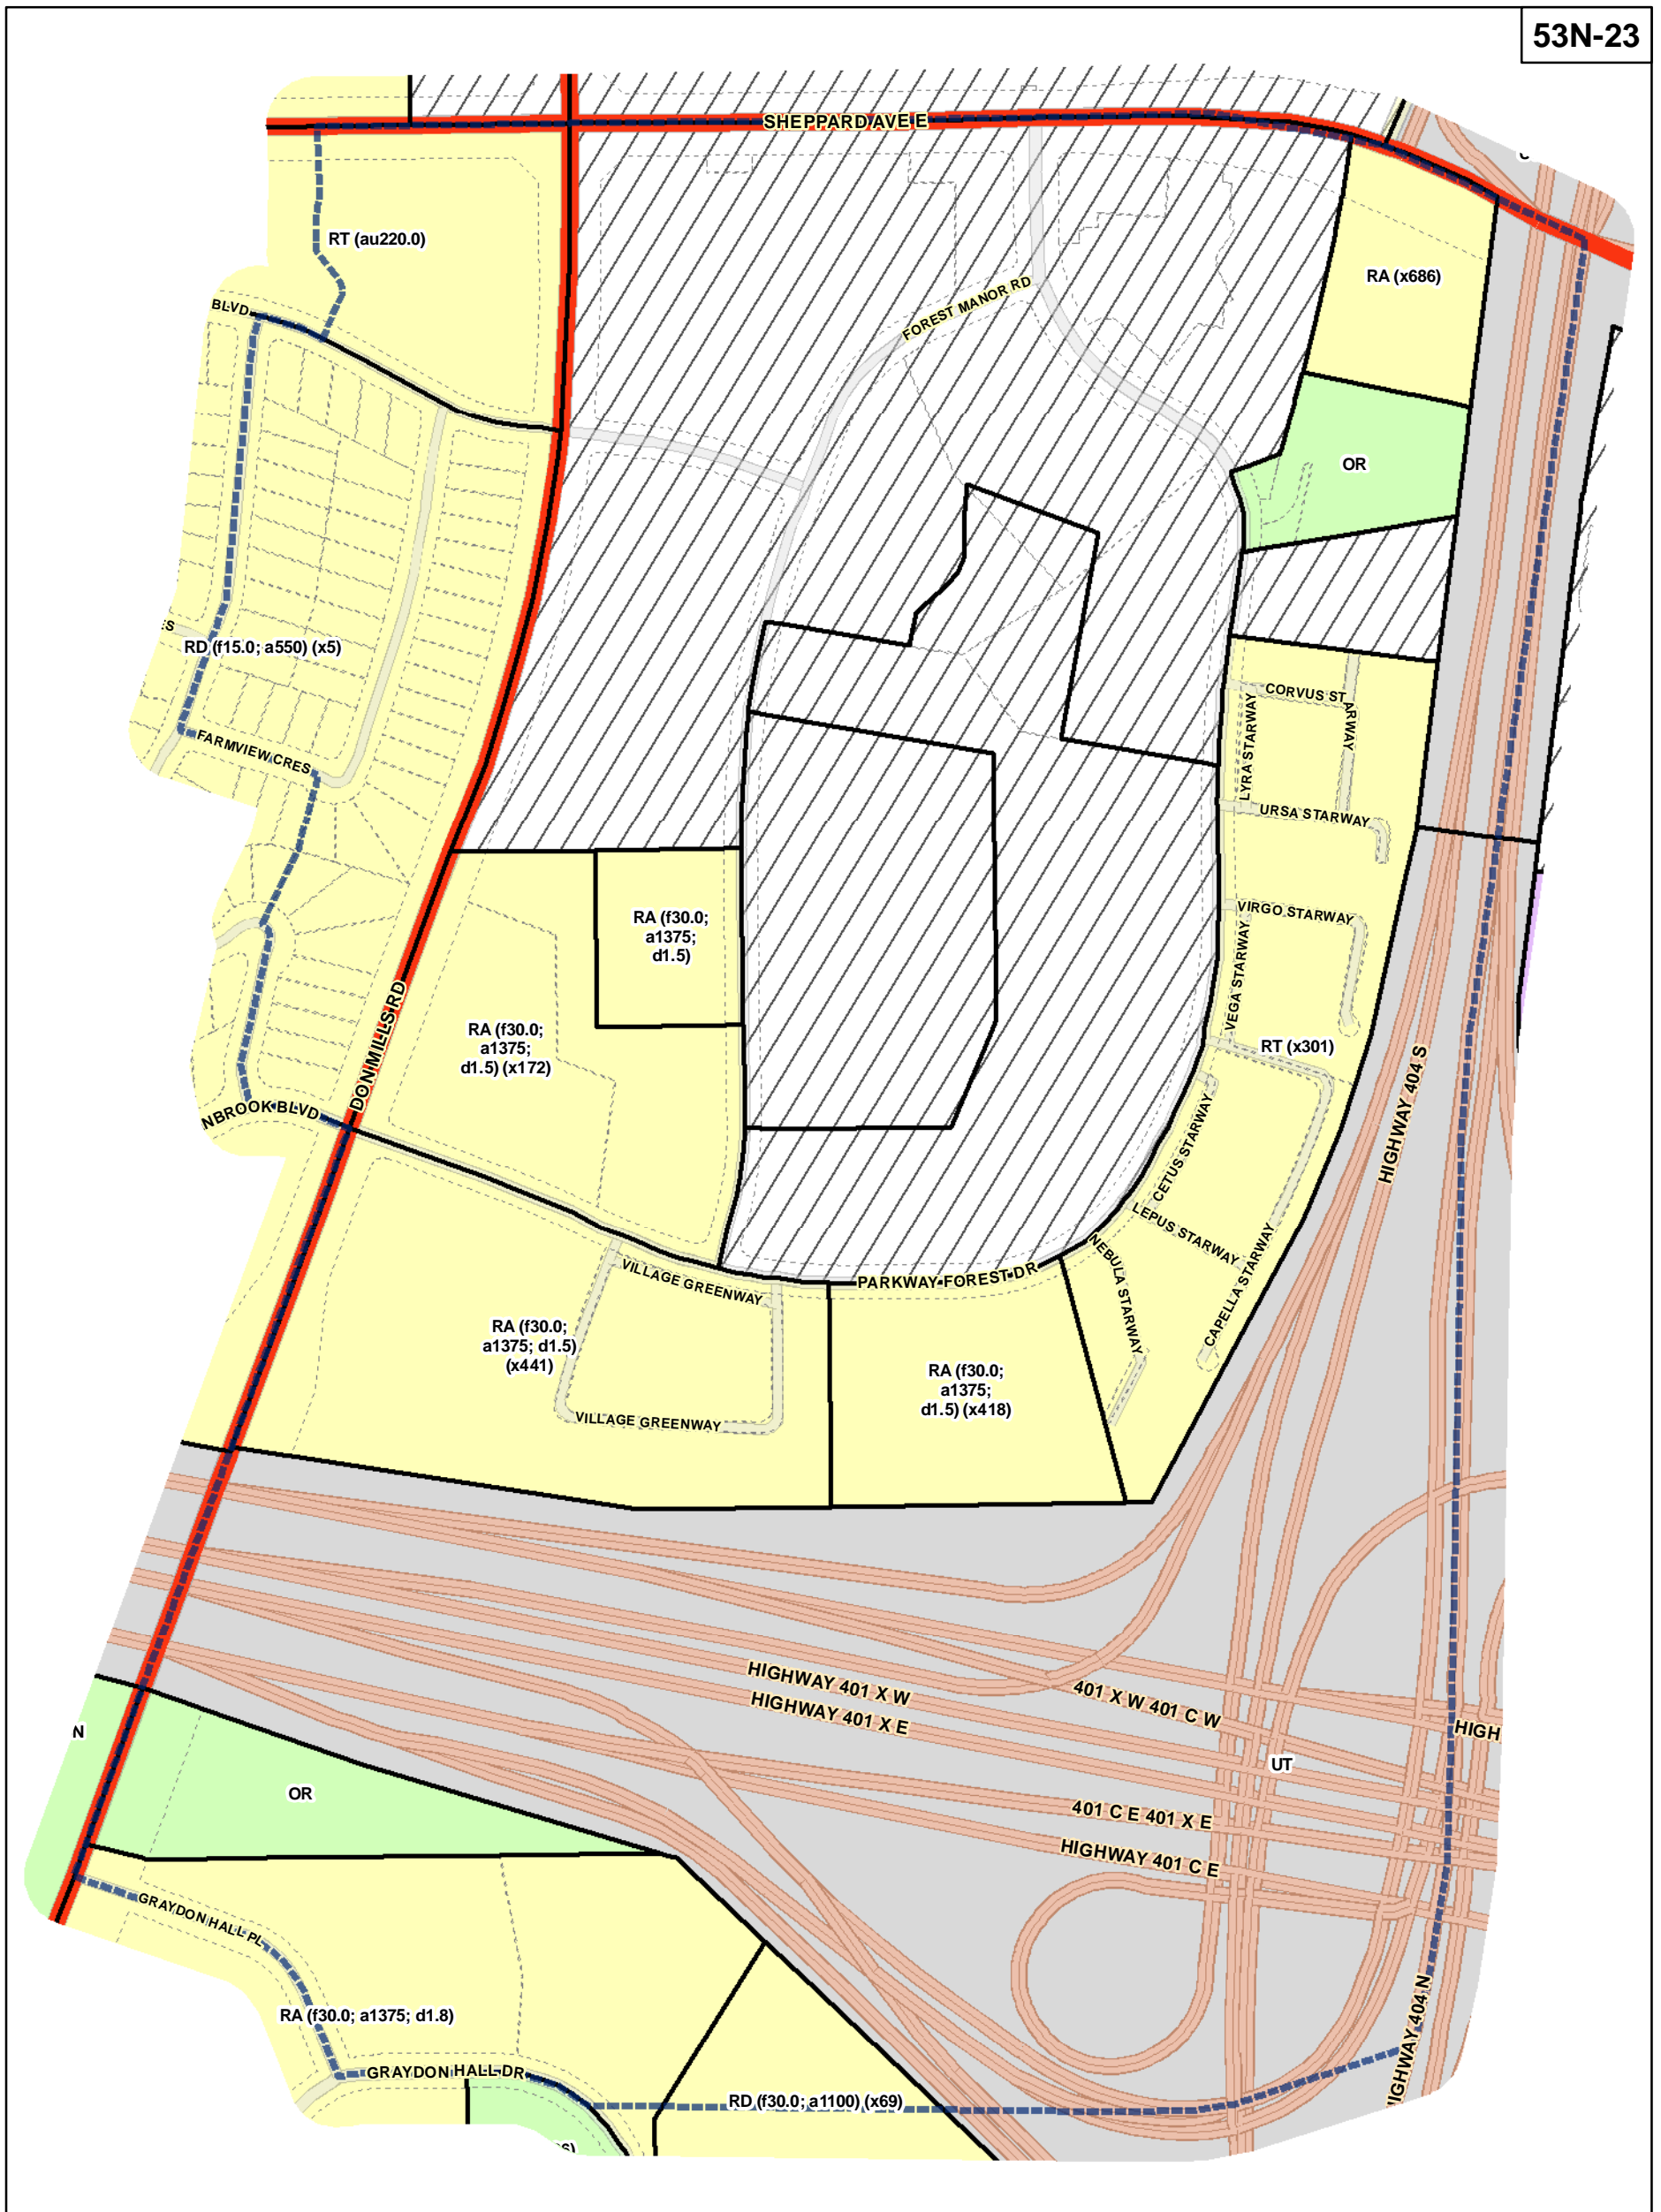 53N-23
SHEPPARD AVE E
RT (au220.0)
RA (x686)
BLVD
FOREST MANOR RD
OR
ES
RD (f15.0; a550) (x5)
CORVUS STARWAY
LYRA STARWAY
FARMVIEW CRES
URSA STARWAY
RA (f30.0;
a1375;
d1.5)
VIRGO STARWAY
VEGA STARWAY
DON MILLS RD
RA (f30.0;
a1375;
d1.5) (x172)
RT (x301)
HIGHWAY 404 S
NBROOK BLVD
CETUS STARWAY
LEPUS STARWAY
NEBULA STARWAY
CAPELLA STARWAY
VILLAGE GREENWAY
PARKWAY FOREST DR
RA (f30.0;
a1375; d1.5)
(x441)
RA (f30.0;
a1375;
d1.5) (x418)
VILLAGE GREENWAY
HIGHWAY 401 X W
HIGHWAY 401 X E
401 X W 401 C W
HIGH
N
UT
OR
401 C E 401 X E
HIGHWAY 401 C E
GRAYDON HALL PL
HIGHWAY 404 N
RA (f30.0; a1375; d1.8)
GRAYDON HALL DR
RD (f30.0; a1100) (x69)